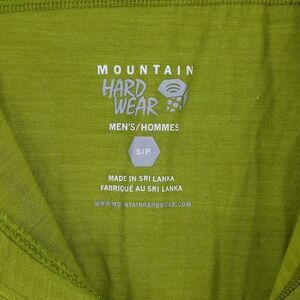 MOUNTAIN
HARD
WEAR
MEN'S/HOMMES
S/P
MADE IN SRI LANKA
FABRIQUÉ AU SRI LANKA
WWW.MOUNTAINHARDWEAR.COM